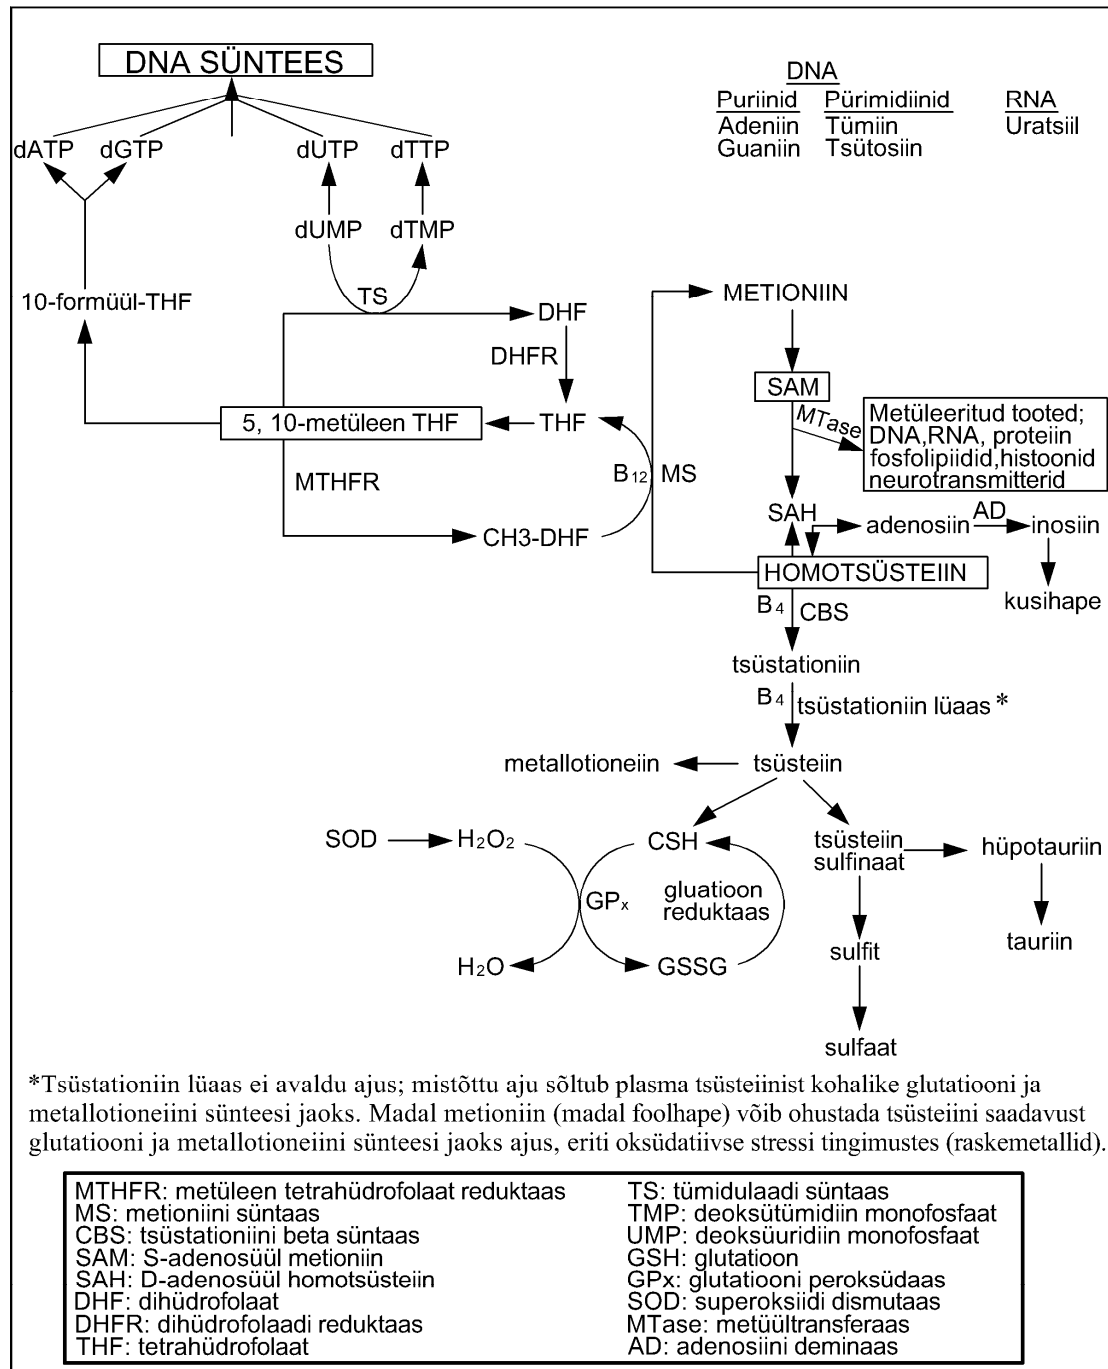 DNA SÜNTEES
DNA
Puriinid Pürimidiinid RNA
Adeniin Tümiin Uratsiil
Guaniin Tsütosiin
dATP dGTP dUTP dTTP
dUMP dTMP
TS
10-formüül-THF
DHF
METIONIIN
DHFR
SAM
5, 10-metüleen THF
THF
MTase
Metüleeritud tooted;
DNA,RNA, proteiin
fosfolipiidid,histoonid
neurotransmitterid
MTHFR
B12 MS
CH3-DHF
SAH
adenosiin AD inosiin
HOMOTSÜSTEIIN
kusihape
B4 CBS
tsüstationiin
B4 tsüstationiin lüaas *
metallotioneiin tsüsteiin
SOD H2O2 CSH
tsüsteiin
sulfinaat
hüpotauriin
GPx
gluatioon
reduktaas
tauriin
sulfit
H2O GSSG
sulfaat
*Tsüstationiin lüaas ei avaldu ajus; mistõttu aju sõltub plasma tsüsteiinist kohalike glutatiooni ja
metallotioneiini sünteesi jaoks. Madal metioniin (madal foolhape) võib ohustada tsüsteiini saadavust
glutatiooni ja metallotioneiini sünteesi jaoks ajus, eriti oksüdatiivse stressi tingimustes (raskemetallid).
MTHFR: metüleen tetrahüdrofolaat reduktaas
MS: metioniini süntaas
CBS: tsüstationiini beta süntaas
SAM: S-adenosüül metioniin
SAH: D-adenosüül homotsüsteiin
DHF: dihüdrofolaat
DHFR: dihüdrofolaadi reduktaas
THF: tetrahüdrofolaat
TS: tümidulaadi süntaas
TMP: deoksütümidiin monofosfaat
UMP: deoksüuridiin monofosfaat
GSH: glutatioon
GPx: glutatiooni peroksüdaas
SOD: superoksiidi dismutaas
MTase: metüültransferaas
AD: adenosiini deminaas